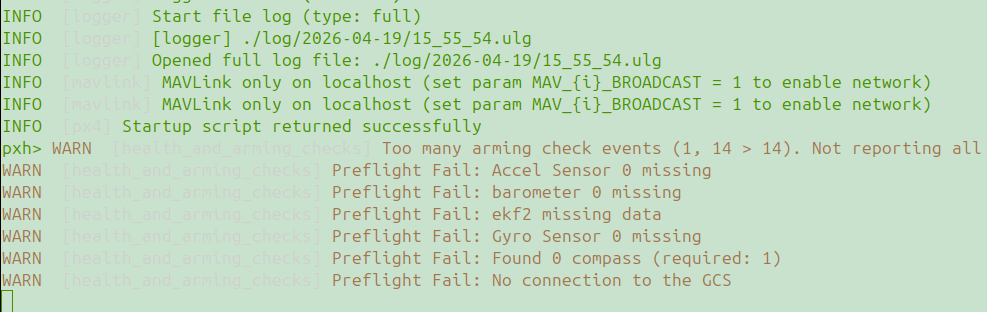 INFO  [logger] Start file log (type: full)
INFO  [logger] [logger] ./log/2026-04-19/15_55_54.ulg
INFO  [logger] Opened full log file: ./log/2026-04-19/15_55_54.ulg
INFO  [mavlink] MAVLink only on localhost (set param MAV_{i}_BROADCAST = 1 to enable network)
INFO  [mavlink] MAVLink only on localhost (set param MAV_{i}_BROADCAST = 1 to enable network)
INFO  [px4] Startup script returned successfully
pxh> WARN  [health_and_arming_checks] Too many arming check events (1, 14 > 14). Not reporting all
WARN  [health_and_arming_checks] Preflight Fail: Accel Sensor 0 missing
WARN  [health_and_arming_checks] Preflight Fail: barometer 0 missing
WARN  [health_and_arming_checks] Preflight Fail: ekf2 missing data
WARN  [health_and_arming_checks] Preflight Fail: Gyro Sensor 0 missing
WARN  [health_and_arming_checks] Preflight Fail: Found 0 compass (required: 1)
WARN  [health_and_arming_checks] Preflight Fail: No connection to the GCS